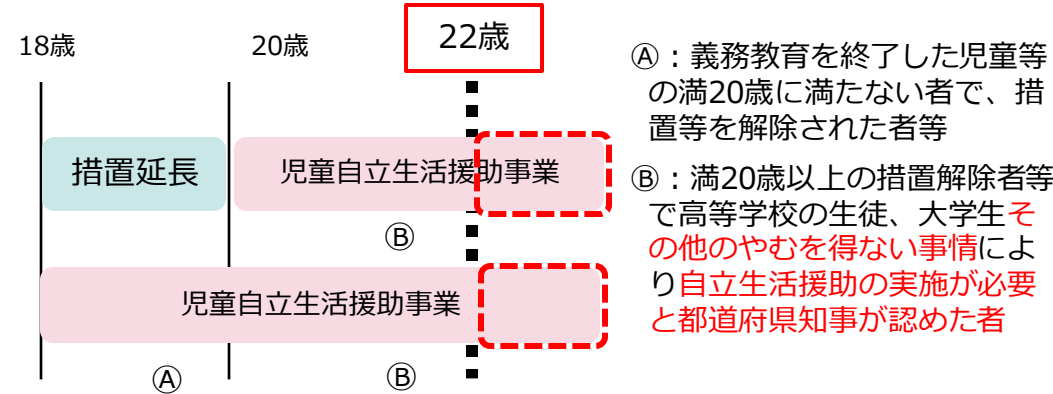 18歳
20歳
22歳
措置延長
児童自立生活援助事業
Ⓑ
児童自立生活援助事業
Ⓐ
Ⓑ
Ⓐ：義務教育を終了した児童等
の満20歳に満たない者で、措
置等を解除された者等
Ⓑ：満20歳以上の措置解除者等
で高等学校の生徒、大学生そ
の他のやむを得ない事情によ
り自立生活援助の実施が必要
と都道府県知事が認めた者